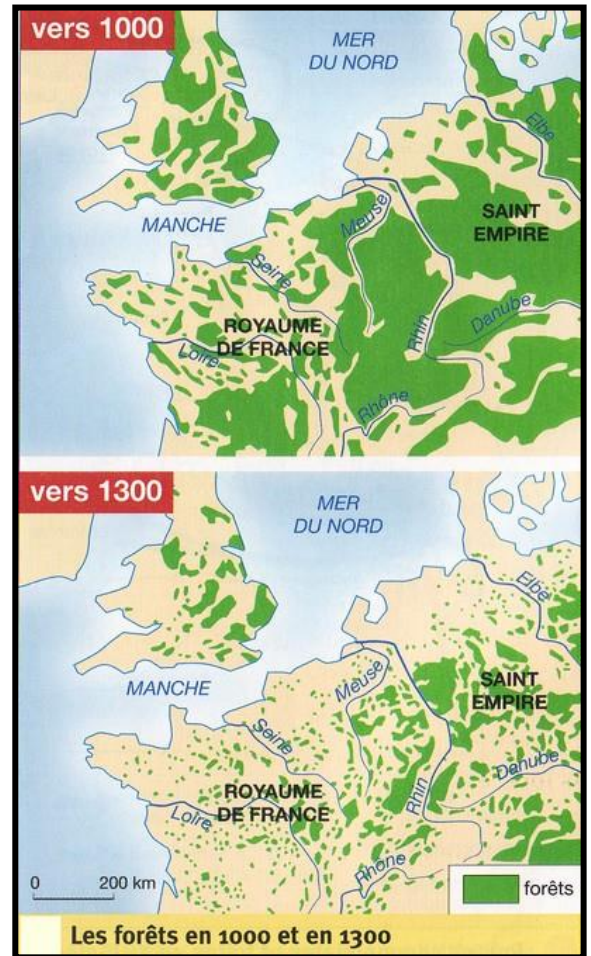 vers 1000
MER
DU NORD
Elbe
MANCHE
Meuse
SAINT
EMPIRE
Seine
Danube
ROYAUME
DE FRANCE
Rhin
Loire
Rhône
vers 1300
MER
DU NORD
Elbe
Meuse
SAINT
EMPIRE
MANCHE
Seine
Danube
ROYAUME
DE FRANCE
Rhin
Loire
Rhône
0 200 km
forêts
Les forêts en 1000 et en 1300